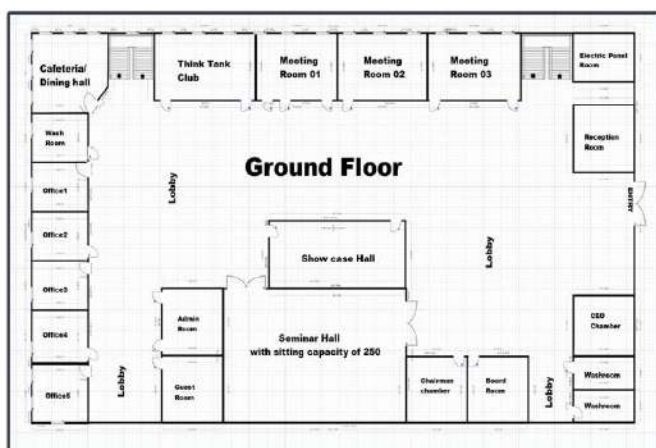 Cafeteria/
Dining hall
Think Tank
Club
Meeting
Room 01
Meeting
Room 02
Meeting
Room 03
Electric Panel
Room
Wash
Room
Reception
Room
Ground Floor
Office1
Lobby
ENTRY
Office2
Show case Hall
Lobby
Office3
Admin
Room
CEO
Chamber
Office4
Seminar Hall
with sitting capacity of 250
Office5
Lobby
Guest
Room
Chairman
chamber
Board
Room
Lobby
Washroom
Washroom